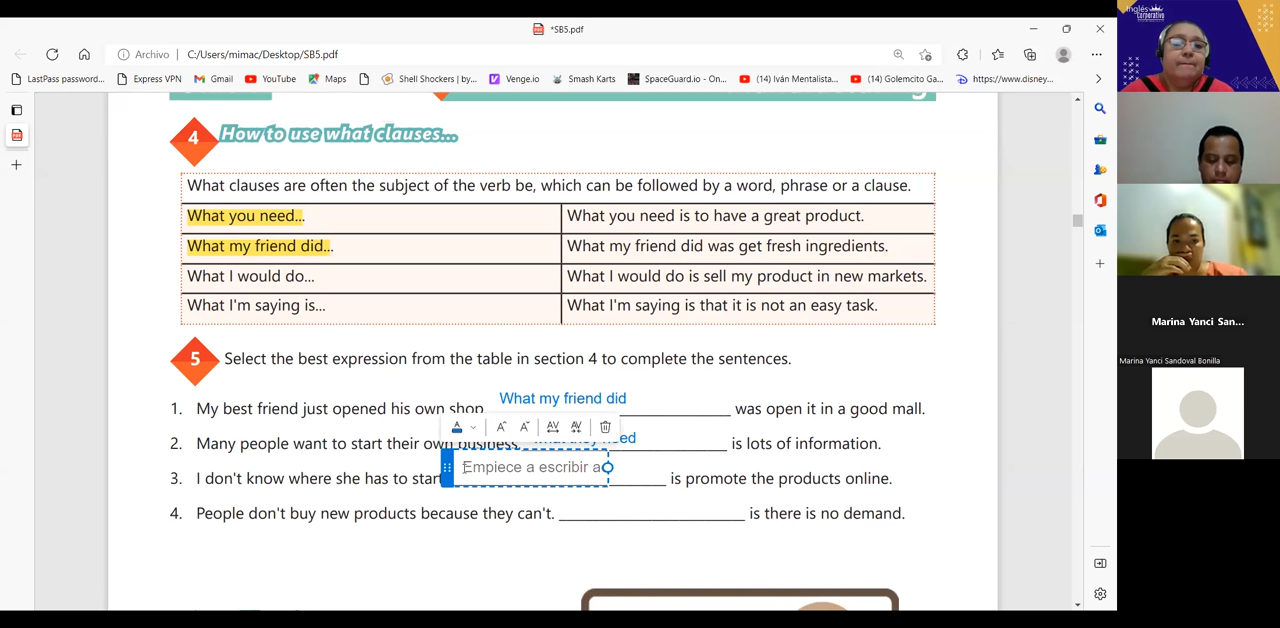 *SB5.pdf
Archivo | C:/Users/mimac/Desktop/SB5.pdf
LastPass password... Express VPN Gmail YouTube Maps Shell Shockers | by... Venge.io Smash Karts SpaceGuard.io - On... (14) Iván Mentalista... (14) Golemcito Ga... https://www.disney...
Inglés
Corporativo
4 How to use what clauses...
What clauses are often the subject of the verb be, which can be followed by a word, phrase or a clause.
What you need... What you need is to have a great product.
What my friend did... What my friend did was get fresh ingredients.
What I would do... What I would do is sell my product in new markets.
What I'm saying is... What I'm saying is that it is not an easy task.
5 Select the best expression from the table in section 4 to complete the sentences.
What my friend did
1. My best friend just opened his own shop. ____ was open it in a good mall.
what they need
2. Many people want to start their own business. ____ is lots of information.
Empiece a escribir a
3. I don't know where she has to start ____ is promote the products online.
4. People don't buy new products because they can't. ____ is there is no demand.
Marina Yanci San...
Marina Yanci Sandoval Bonilla